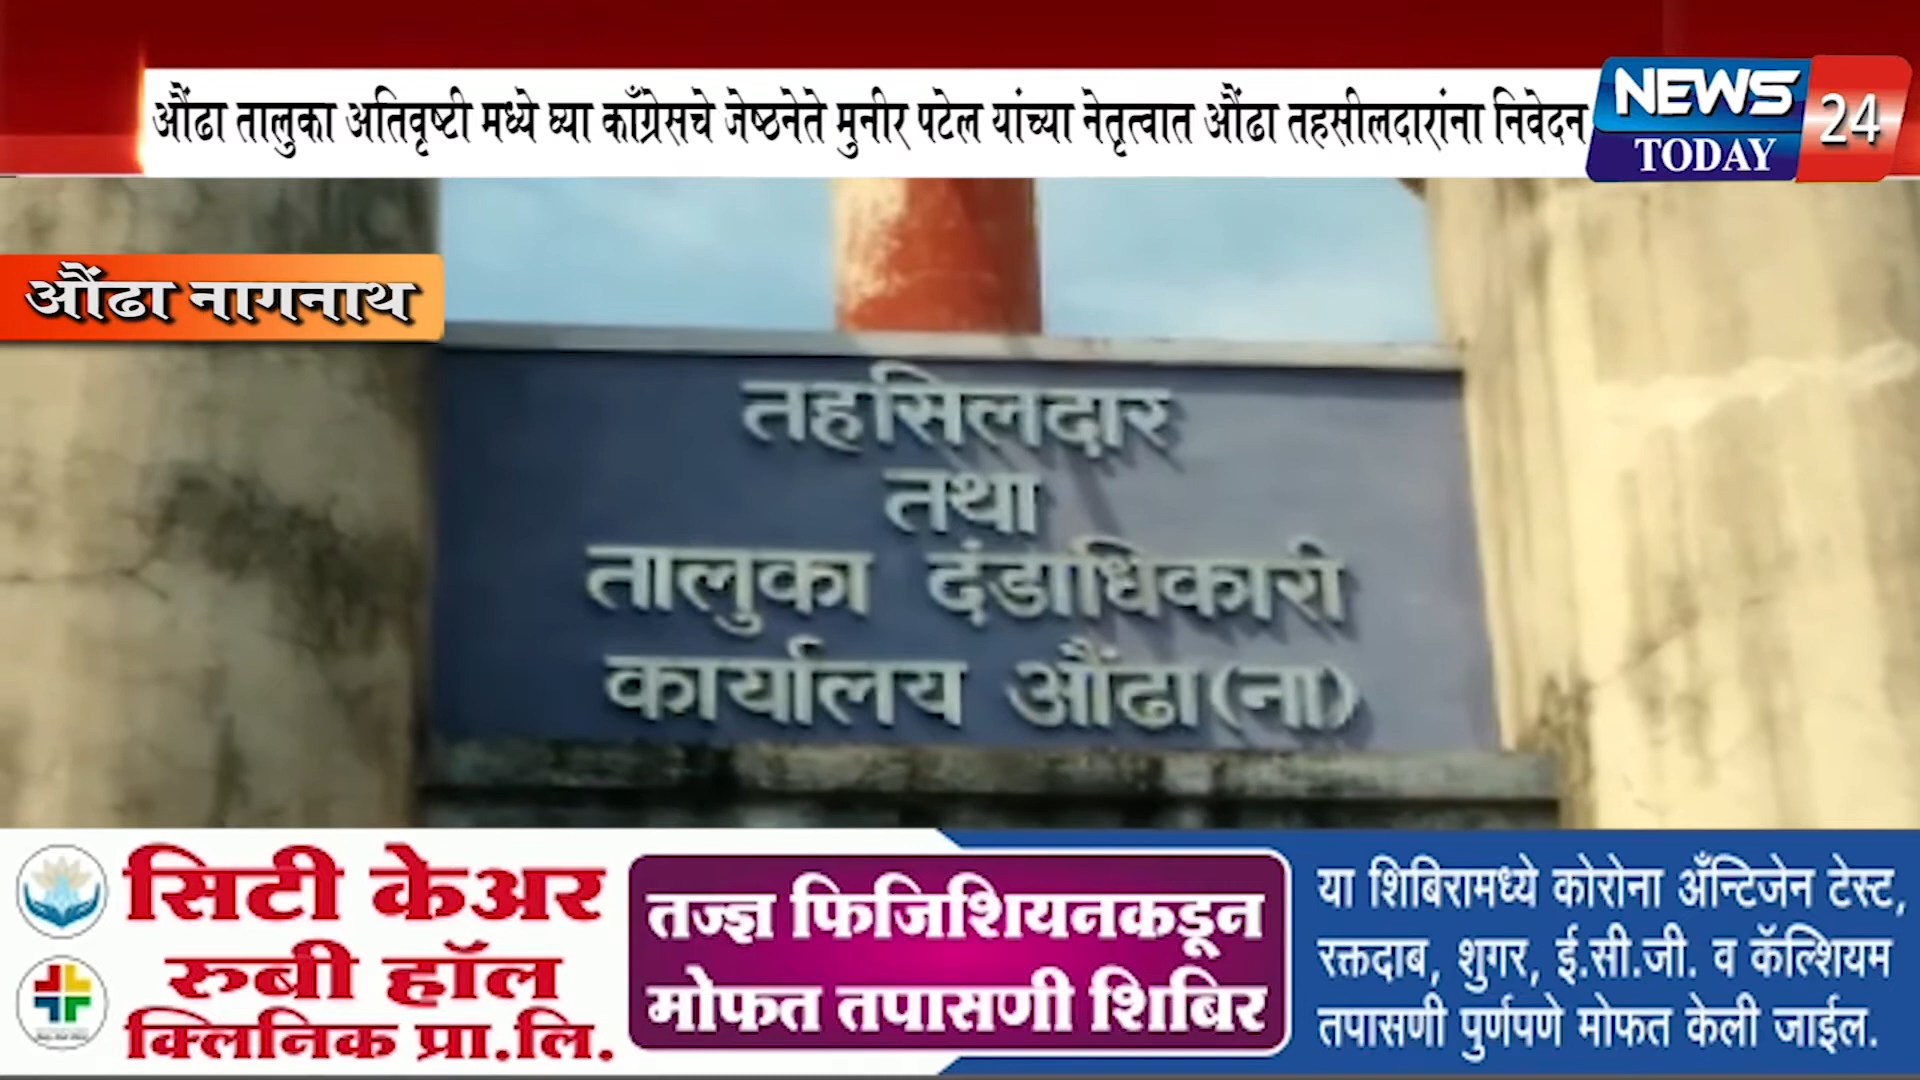 औंढा तालुका अतिवृष्टी मध्ये घ्या काँग्रेसचे जेष्ठनेते मुनीर पटेल यांच्या नेतृत्वात औंढा तहसीलदारांना निवेदन
NEWS
TODAY
24
औंढा नागनाथ
तहसिलदार
तथा
तालुका दंडाधिकारी
कार्यालय औंढा(ना)
सिटी केअर
रुबी हॉल
क्लिनिक प्रा.लि.
तज्ज्ञ फिजिशियनकडून
मोफत तपासणी शिबिर
या शिबिरामध्ये कोरोना अँन्टिजेन टेस्ट,
रक्तदाब, शुगर, ई.सी.जी. व कॅल्शियम
तपासणी पुर्णपणे मोफत केली जाईल.